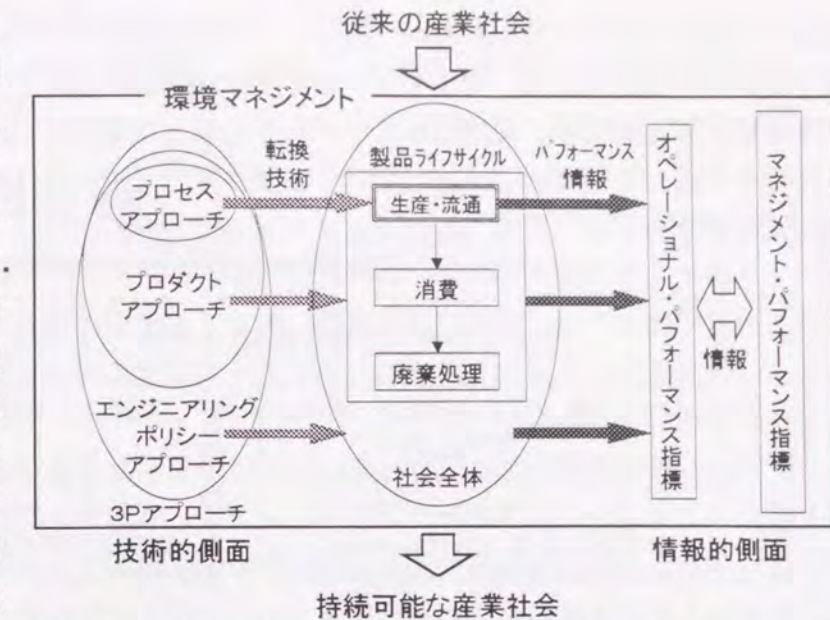 従来の産業社会
環境マネジメント
プロセス
アプローチ
プロダクト
アプローチ
エンジニアリング
ポリシー
アプローチ
3Pアプローチ
転換
技術
製品ライフサイクル
生産・流通
消費
廃棄処理
社会全体
パフォーマンス
情報
オペレーショナル・パフォーマンス指標
情報
マネジメント・パフォーマンス指標
技術的側面
情報的側面
持続可能な産業社会